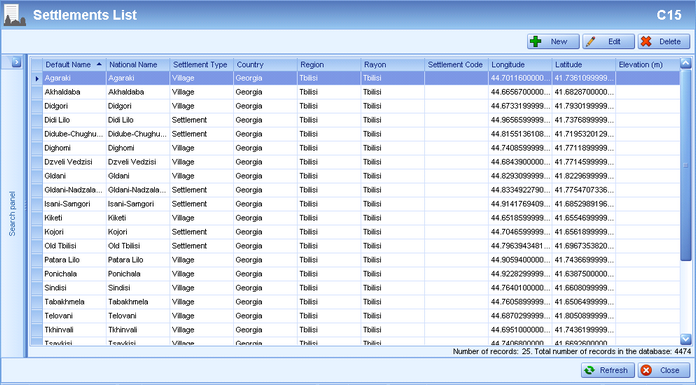 Settlements List C15
New Edit Delete
Search panel
Default Name National Name Settlement Type Country Region Rayon Settlement Code Longitude Latitude Elevation (m)
Agaraki Agaraki Village Georgia Tbilisi Tbilisi 44.7011600000... 41.7361099999...
Akhaldaba Akhaldaba Village Georgia Tbilisi Tbilisi 44.6656700000... 41.6828700000...
Didgori Didgori Village Georgia Tbilisi Tbilisi 44.6733199999... 41.7930199999...
Didi Lilo Didi Lilo Settlement Georgia Tbilisi Tbilisi 44.9656599999... 41.7376899999...
Didube-Chughu... Didube-Chughu... Settlement Georgia Tbilisi Tbilisi 44.8155136108... 41.7195320129...
Dighomi Dighomi Village Georgia Tbilisi Tbilisi 44.7408599999... 41.7711899999...
Dzveli Vedzisi Dzveli Vedzisi Village Georgia Tbilisi Tbilisi 44.6843900000... 41.7714599999...
Gldani Gldani Village Georgia Tbilisi Tbilisi 44.8293099999... 41.8229699999...
Gldani-Nadzala... Gldani-Nadzala... Settlement Georgia Tbilisi Tbilisi 44.8334922790... 41.7754707336...
Isani-Samgori Isani-Samgori Settlement Georgia Tbilisi Tbilisi 44.9141769409... 41.6852989196...
Kiketi Kiketi Village Georgia Tbilisi Tbilisi 44.6518599999... 41.6554699999...
Kojori Kojori Settlement Georgia Tbilisi Tbilisi 44.7046599999... 41.6561899999...
Old Tbilisi Old Tbilisi Settlement Georgia Tbilisi Tbilisi 44.7963943481... 41.6967353820...
Patara Lilo Patara Lilo Village Georgia Tbilisi Tbilisi 44.9059400000... 41.7436699999...
Ponichala Ponichala Village Georgia Tbilisi Tbilisi 44.9228299999... 41.6387500000...
Sindisi Sindisi Village Georgia Tbilisi Tbilisi 44.7640100000... 41.6608099999...
Tabakhmela Tabakhmela Village Georgia Tbilisi Tbilisi 44.7605899999... 41.6506499999...
Telovani Telovani Village Georgia Tbilisi Tbilisi 44.6870299999... 41.8050899999...
Tkhinvali Tkhinvali Village Georgia Tbilisi Tbilisi 44.6951000000... 41.7436199999...
Tsavkisi Tsavkisi Village Georgia Tbilisi Tbilisi 44.7406800000... 41.6692600000...
Number of records: 25. Total number of records in the database: 4474
Refresh Close